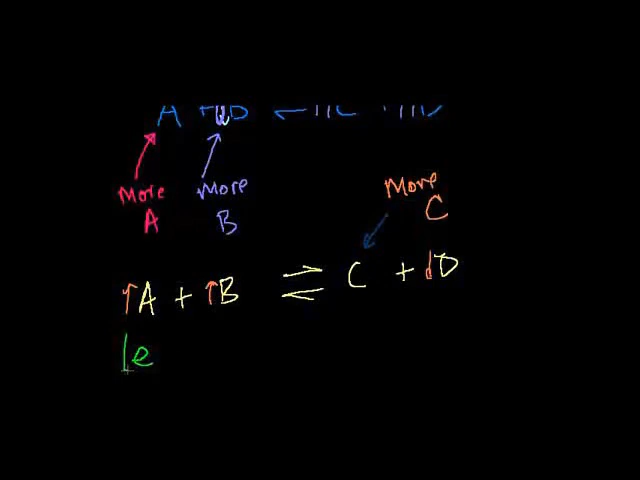 More More
A B
More
C
↑A + ↑B ⇌ C + ↓D
le